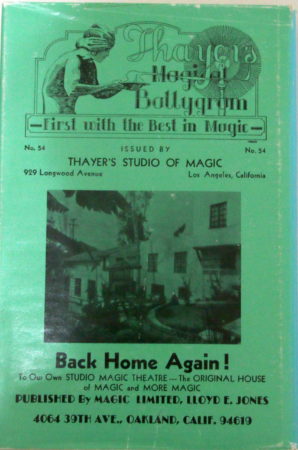 Thayer's
Magical
Ballygram
First with the Best in Magic
No. 54
ISSUED BY
No. 54
THAYER'S STUDIO OF MAGIC
929 Longwood Avenue
Los Angeles, California
Back Home Again!
To Our Own STUDIO MAGIC THEATRE—The ORIGINAL HOUSE
of MAGIC and MORE MAGIC
PUBLISHED By MAGIC LIMITED, LLOYD E. JONES
4064 39TH AVE., OAKLAND, CALIF. 94619